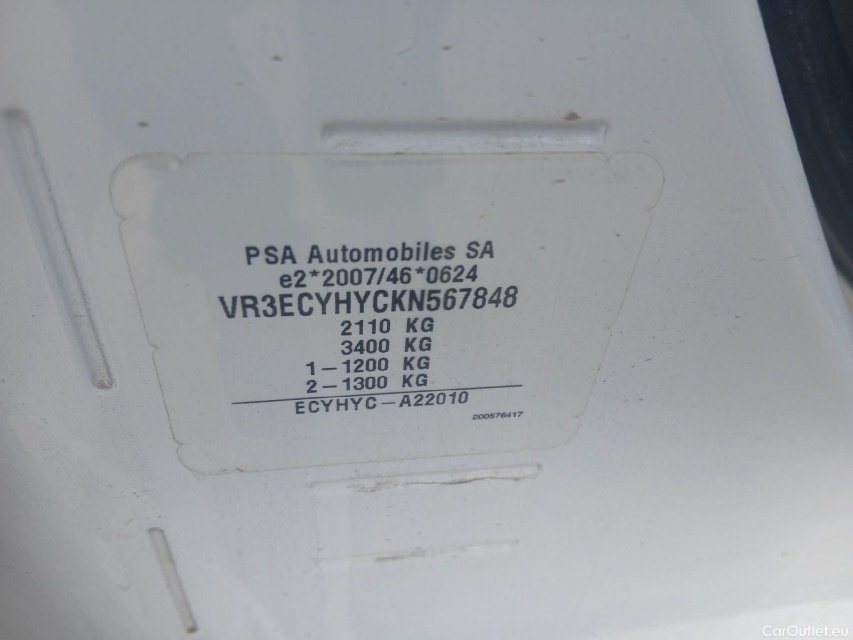 PSA Automobiles SA
e2*2007/46*0624
VR3ECYHYCKN567848
2110 KG
3400 KG
1-1200 KG
2-1300 KG
ECYHYC-A22010
200576417
CarOutlet.eu